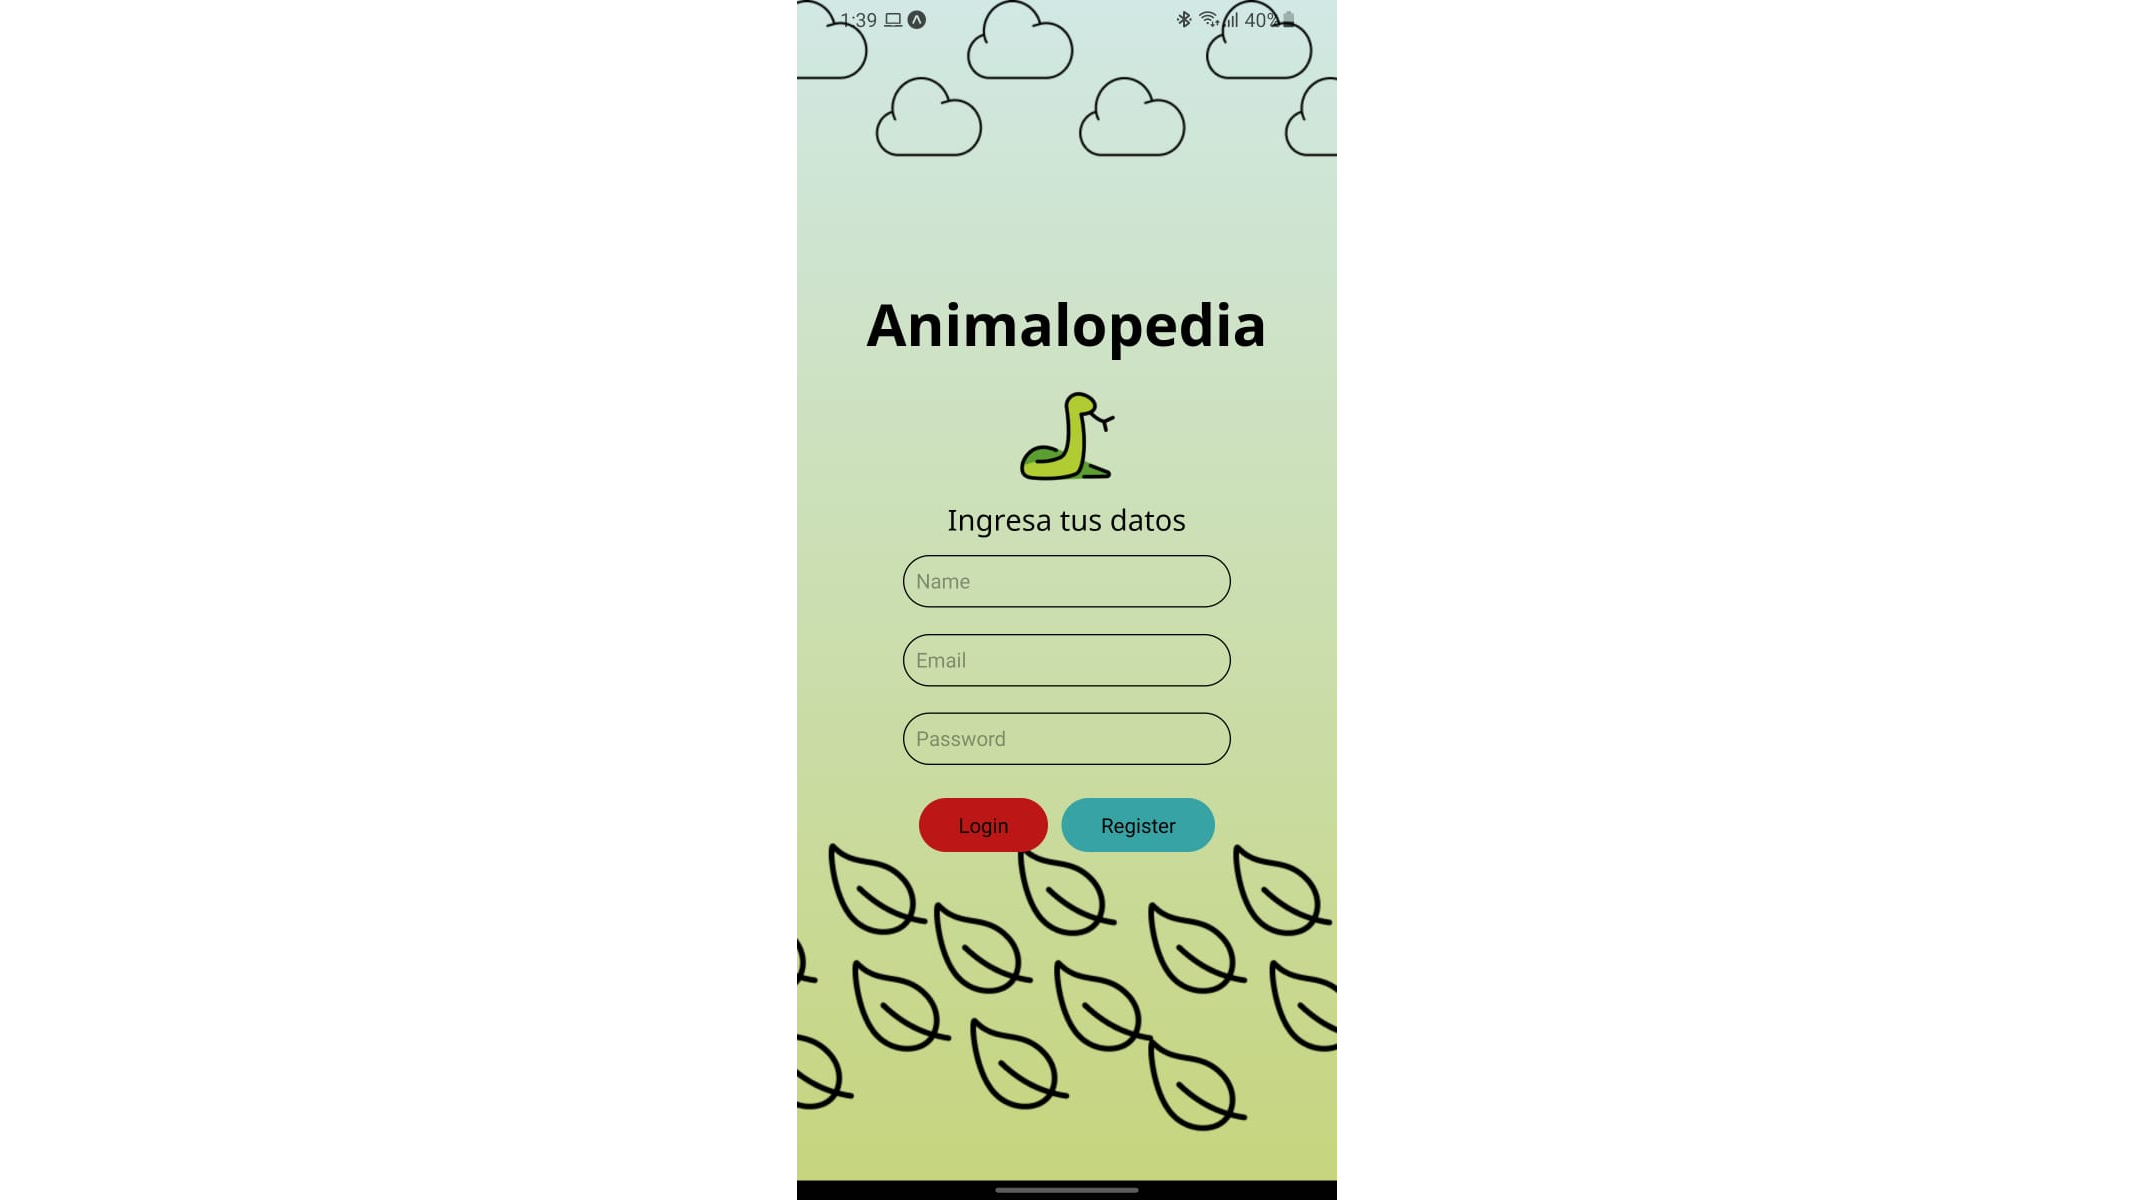 1:39 40%
Animalopedia
Ingresa tus datos
Name
Email
Password
Login Register